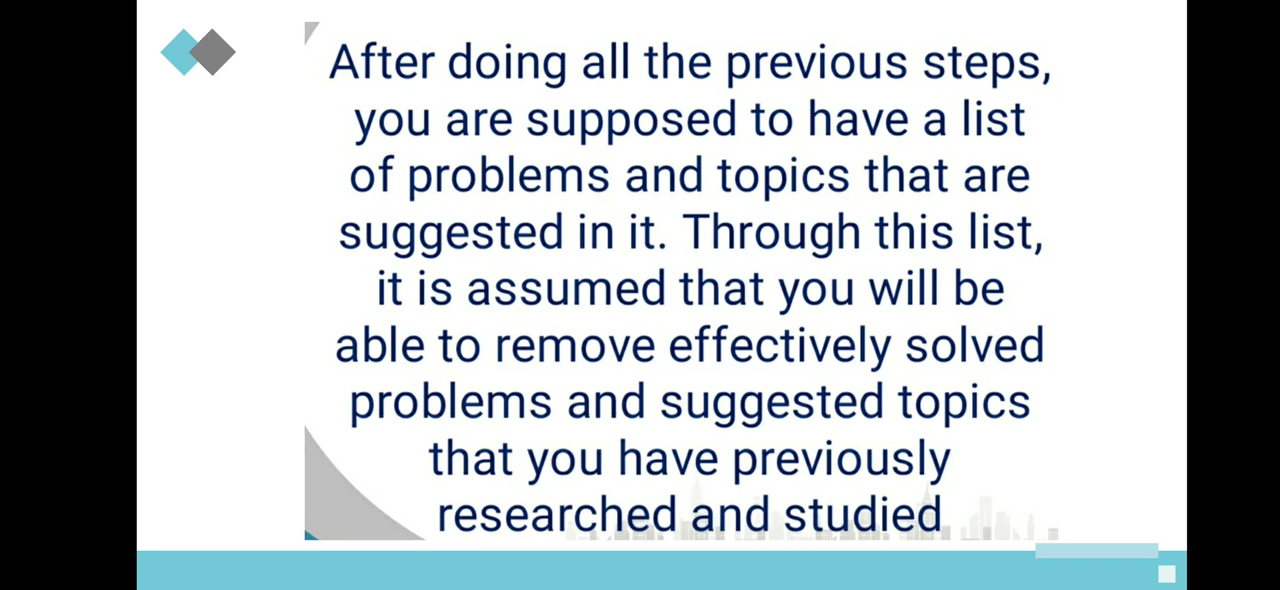 After doing all the previous steps,
you are supposed to have a list
of problems and topics that are
suggested in it. Through this list,
it is assumed that you will be
able to remove effectively solved
problems and suggested topics
that you have previously
researched and studied